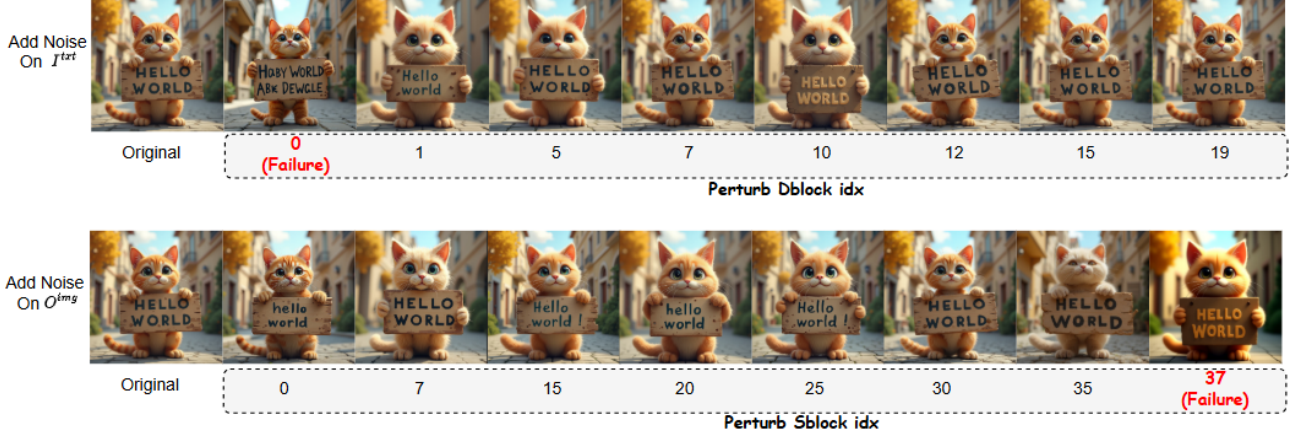 Add Noise
On I^{txt}
HELLO
WORLD
HABY WORLD
ABK DEWCLE
Hello
.world
HELLO
WORLD
HELLO
WORLD
HELLO
WORLD
HELLO
WORLD
HELLO
WORLD
HELLO
WORLD
Original
0
(Failure)
1
5
7
10
12
15
19
Perturb Dblock idx
Add Noise
On O^{img}
HELLO
WORLD
hello
world
HELLO
WORLD
Hello
.world !
hello
world
Hello
.world !
HELLO
WORLD
HELLO
WORLD
HELLO
WORLD
Original
0
7
15
20
25
30
35
37
(Failure)
Perturb Sblock idx